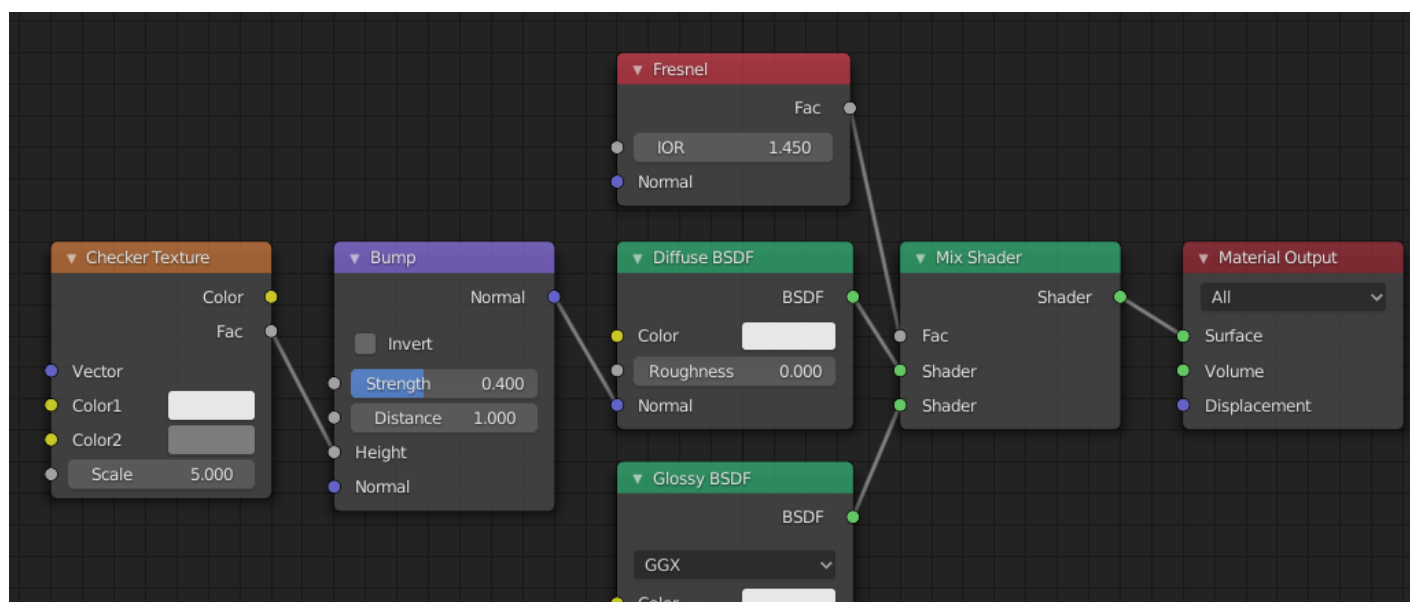 Fresnel
Fac
IOR 1.450
Normal
Checker Texture
Color
Fac
Vector
Color1
Color2
Scale 5.000
Bump
Normal
Invert
Strength 0.400
Distance 1.000
Height
Normal
Diffuse BSDF
BSDF
Color
Roughness 0.000
Normal
Glossy BSDF
BSDF
GGX
Color
Mix Shader
Shader
Fac
Shader
Shader
Material Output
All
Surface
Volume
Displacement